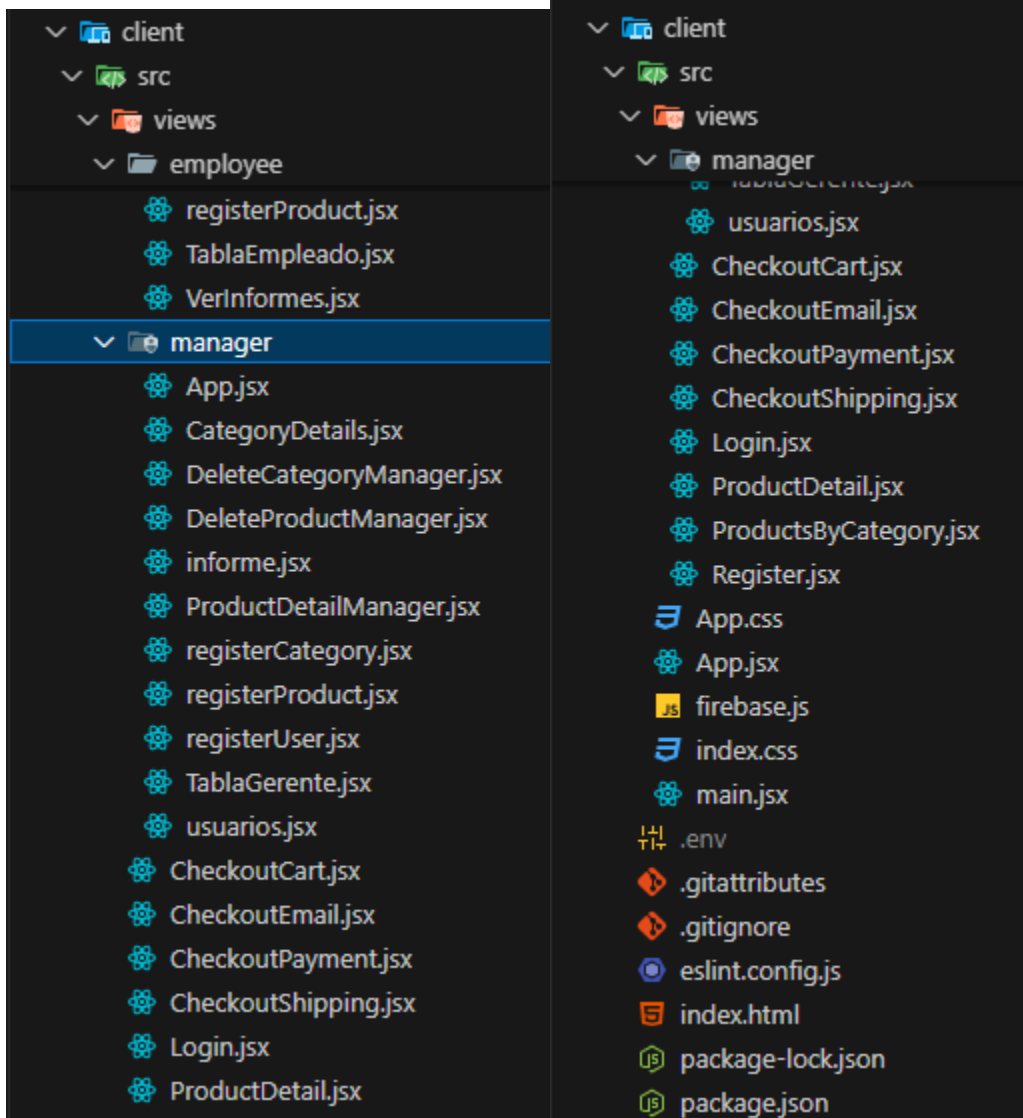 client
src
views
employee
registerProduct.jsx
TablaEmpleado.jsx
VerInformes.jsx
manager
App.jsx
CategoryDetails.jsx
DeleteCategoryManager.jsx
DeleteProductManager.jsx
informe.jsx
ProductDetailManager.jsx
registerCategory.jsx
registerProduct.jsx
registerUser.jsx
TablaGerente.jsx
usuarios.jsx
CheckoutCart.jsx
CheckoutEmail.jsx
CheckoutPayment.jsx
CheckoutShipping.jsx
Login.jsx
ProductDetail.jsx
client
src
views
manager
TablaGerente.jsx
usuarios.jsx
CheckoutCart.jsx
CheckoutEmail.jsx
CheckoutPayment.jsx
CheckoutShipping.jsx
Login.jsx
ProductDetail.jsx
ProductsByCategory.jsx
Register.jsx
App.css
App.jsx
JS firebase.js
index.css
main.jsx
.env
.gitattributes
.gitignore
eslint.config.js
index.html
package-lock.json
package.json